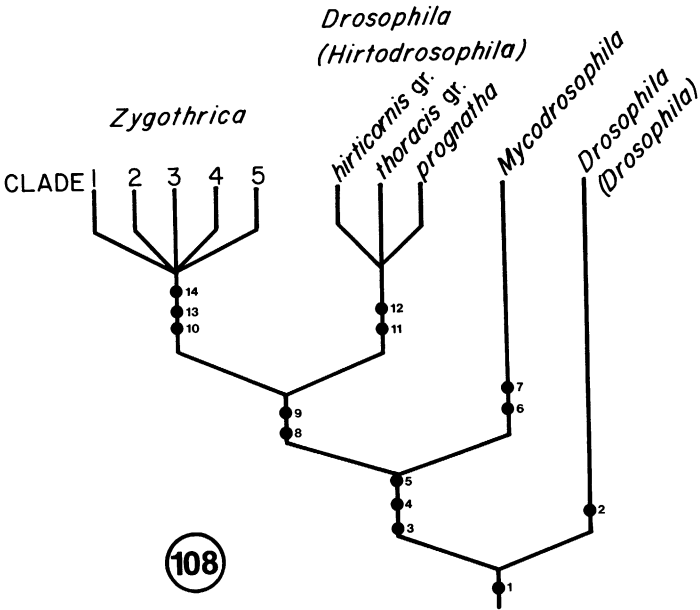 Drosophila
(Hirtodrosophila)
Zygothrica
hirticornis gr.
thoracis gr.
prognatha
Mycodrosophila
Drosophila
(Drosophila)
CLADE 1 2 3 4 5
14
13
10
12
11
9
8
7
6
5
4
3
2
1
108